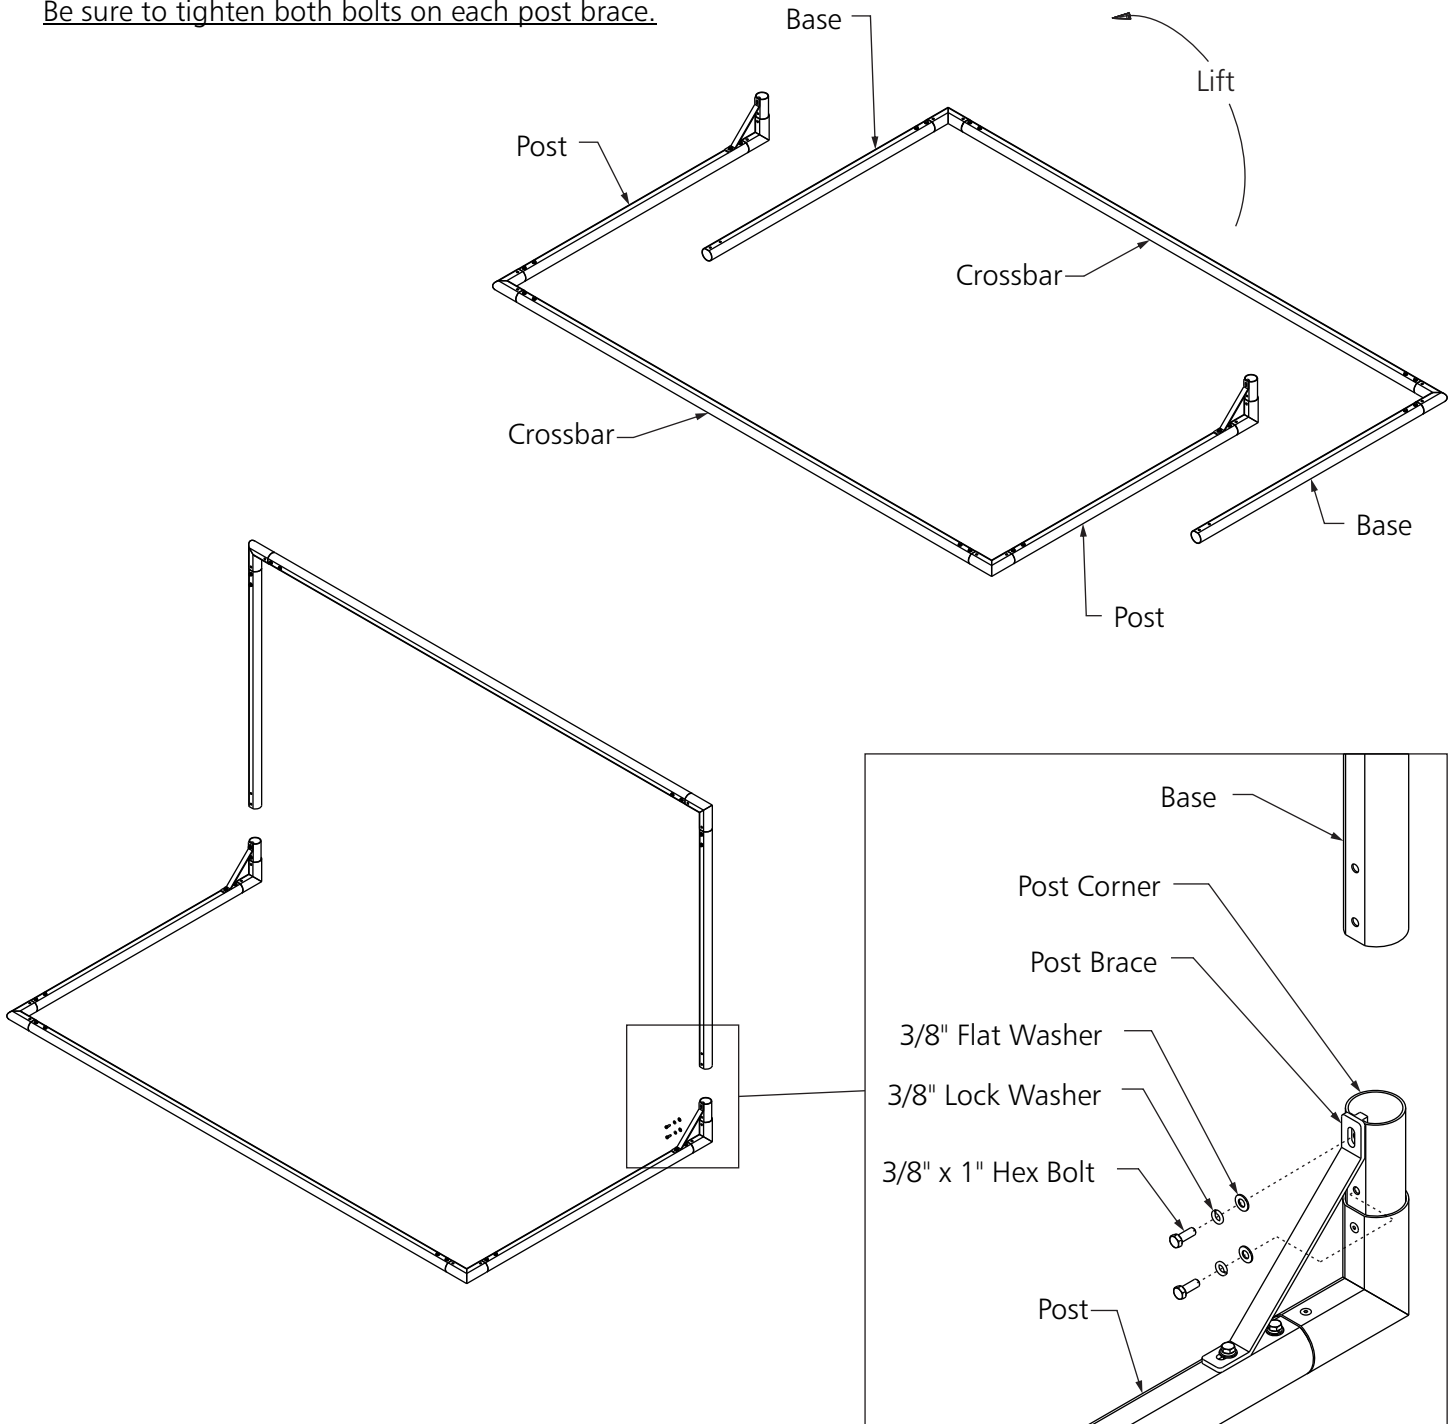 Be sure to tighten both bolts on each post brace.
Base
Lift
Post
Crossbar
Crossbar
Base
Post
Base
Post Corner
Post Brace
3/8" Flat Washer
3/8" Lock Washer
3/8" x 1" Hex Bolt
Post